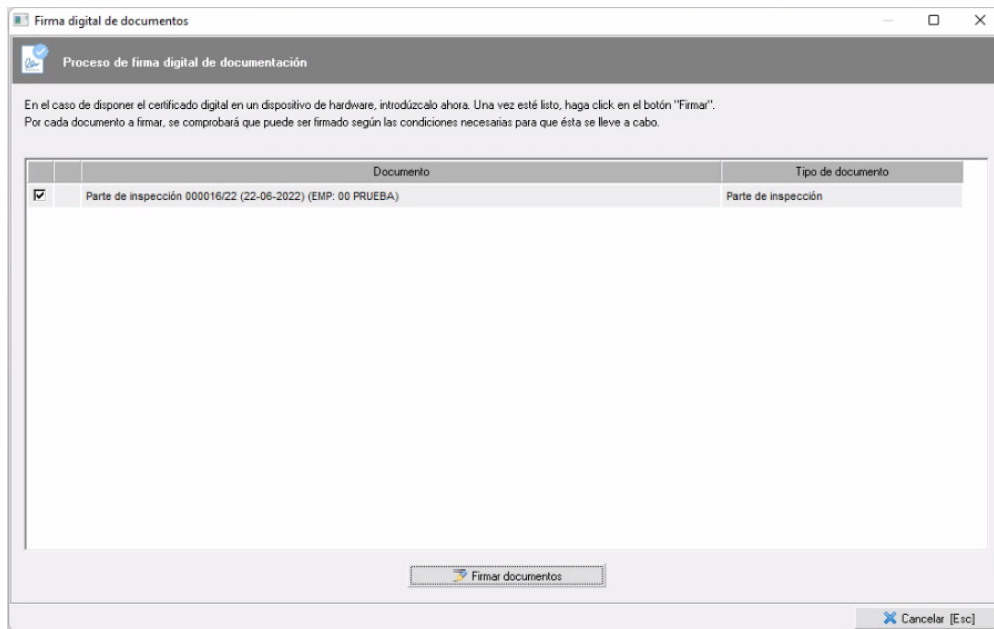 Firma digital de documentos
Proceso de firma digital de documentación
En el caso de disponer el certificado digital en un dispositivo de hardware, introdúzcalo ahora. Una vez esté listo, haga click en el botón "Firmar".
Por cada documento a firmar, se comprobará que puede ser firmado según las condiciones necesarias para que ésta se lleve a cabo.
Documento Tipo de documento
Parte de inspección 000016/22 (22-06-2022) (EMP: 00 PRUEBA) Parte de inspección
Firmar documentos
Cancelar [Esc]